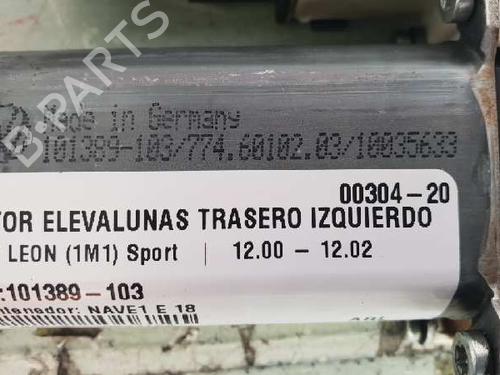 Made in Germany
101389-103/774.60102.03/10035633
00304-20
TOR ELEVALUNAS TRASERO IZQUIERDO
LEON (1M1) Sport | 12.00 - 12.02
:101389-103
ntenedor: NAVE1 E 18
B-PARTS